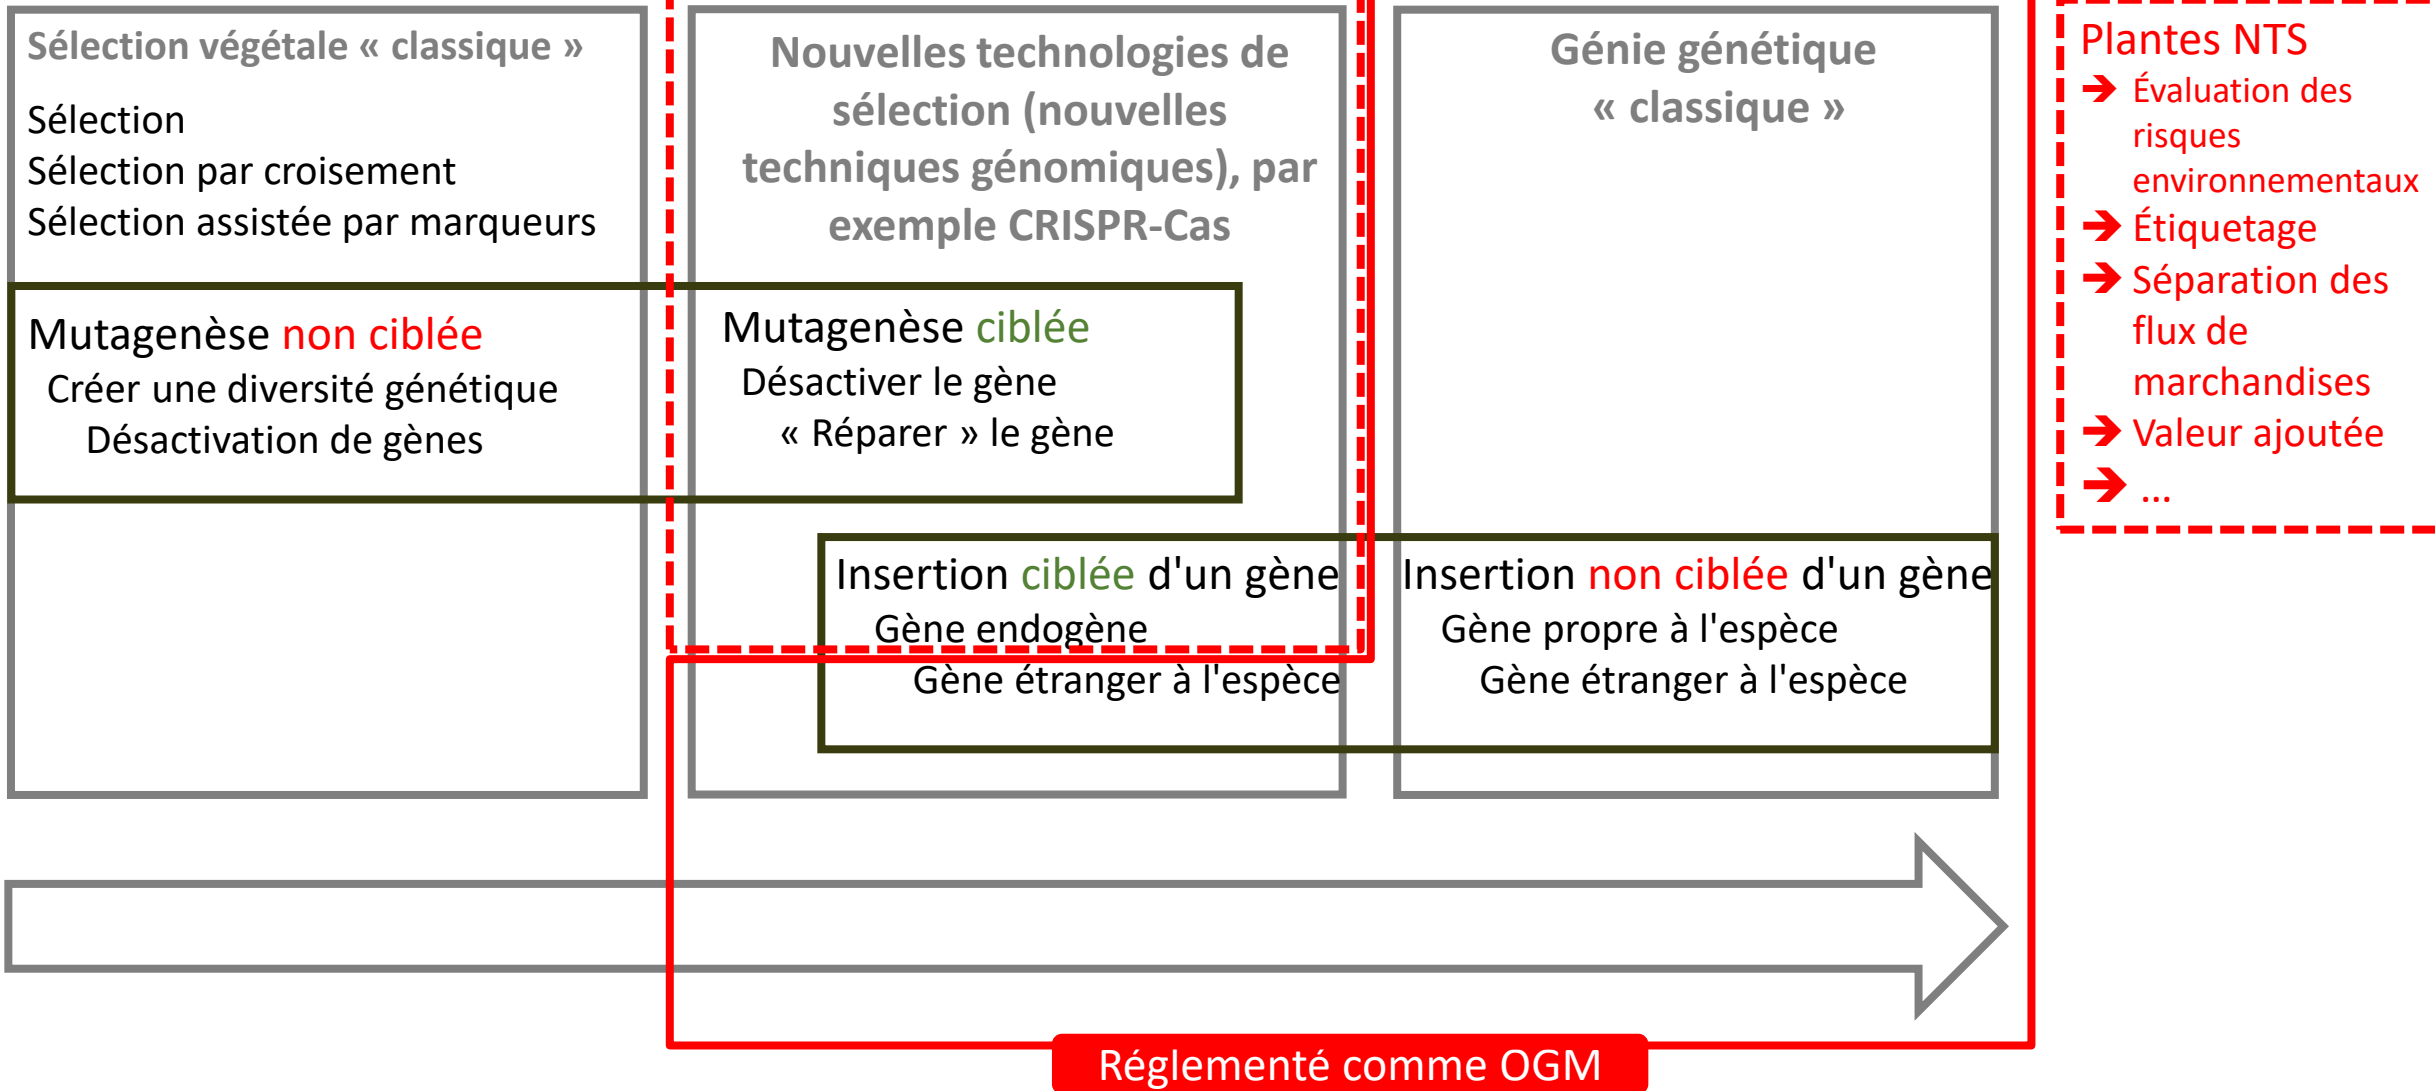 Sélection végétale « classique »
Sélection
Sélection par croisement
Sélection assistée par marqueurs
Mutagenèse non ciblée
Créer une diversité génétique
Désactivation de gènes
Nouvelles technologies de
sélection (nouvelles
techniques génomiques), par
exemple CRISPR-Cas
Mutagenèse ciblée
Désactiver le gène
« Réparer » le gène
Insertion ciblée d'un gène
Gène endogène
Gène étranger à l'espèce
Génie génétique
« classique »
Insertion non ciblée d'un gène
Gène propre à l'espèce
Gène étranger à l'espèce
Plantes NTS
➔ Évaluation des
risques
environnementaux
➔ Étiquetage
➔ Séparation des
flux de
marchandises
➔ Valeur ajoutée
➔ ...
Réglementé comme OGM